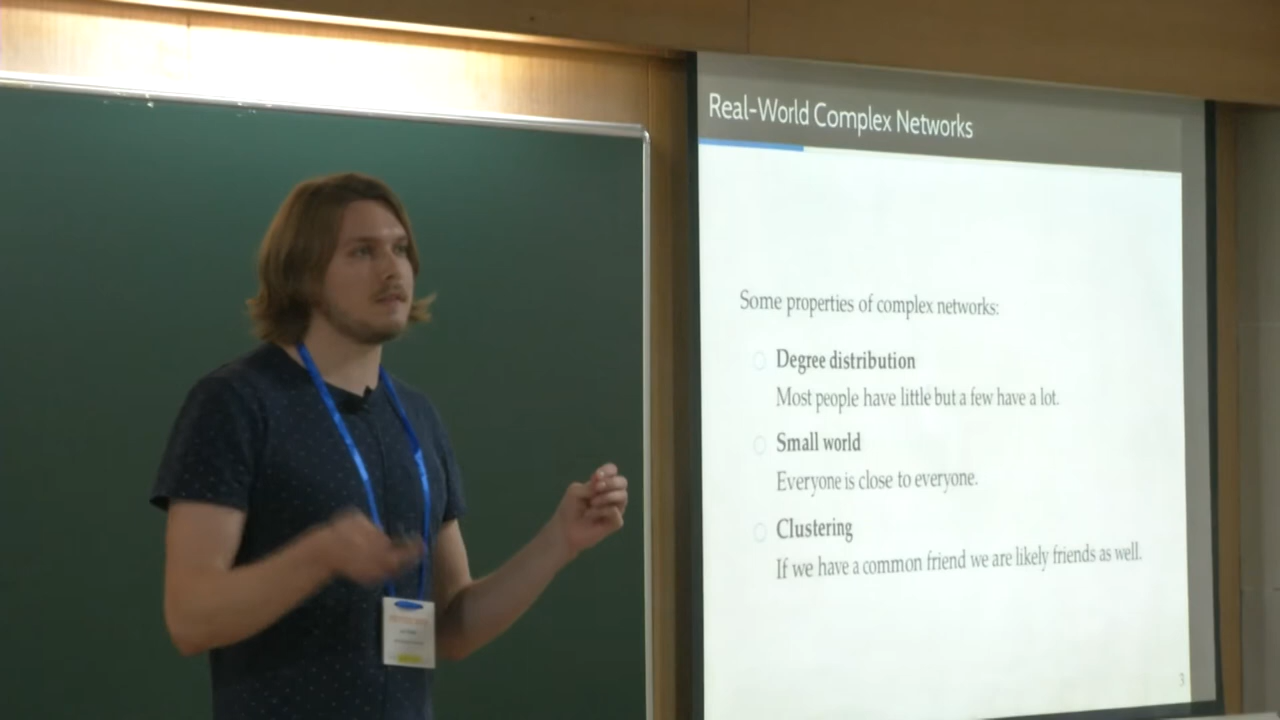 Real-World Complex Networks
Some properties of complex networks:
Degree distribution
Most people have little but a few have a lot.
Small world
Everyone is close to everyone.
Clustering
If we have a common friend we are likely friends as well.
3